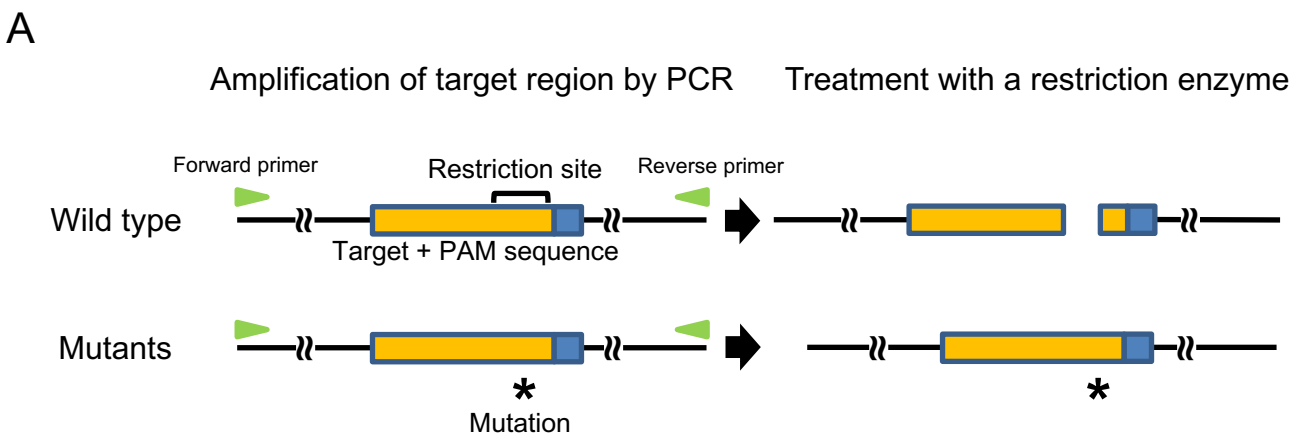 A
Amplification of target region by PCR
Treatment with a restriction enzyme
Forward primer
Restriction site
Reverse primer
Wild type
Target + PAM sequence
Mutants
*
*
Mutation